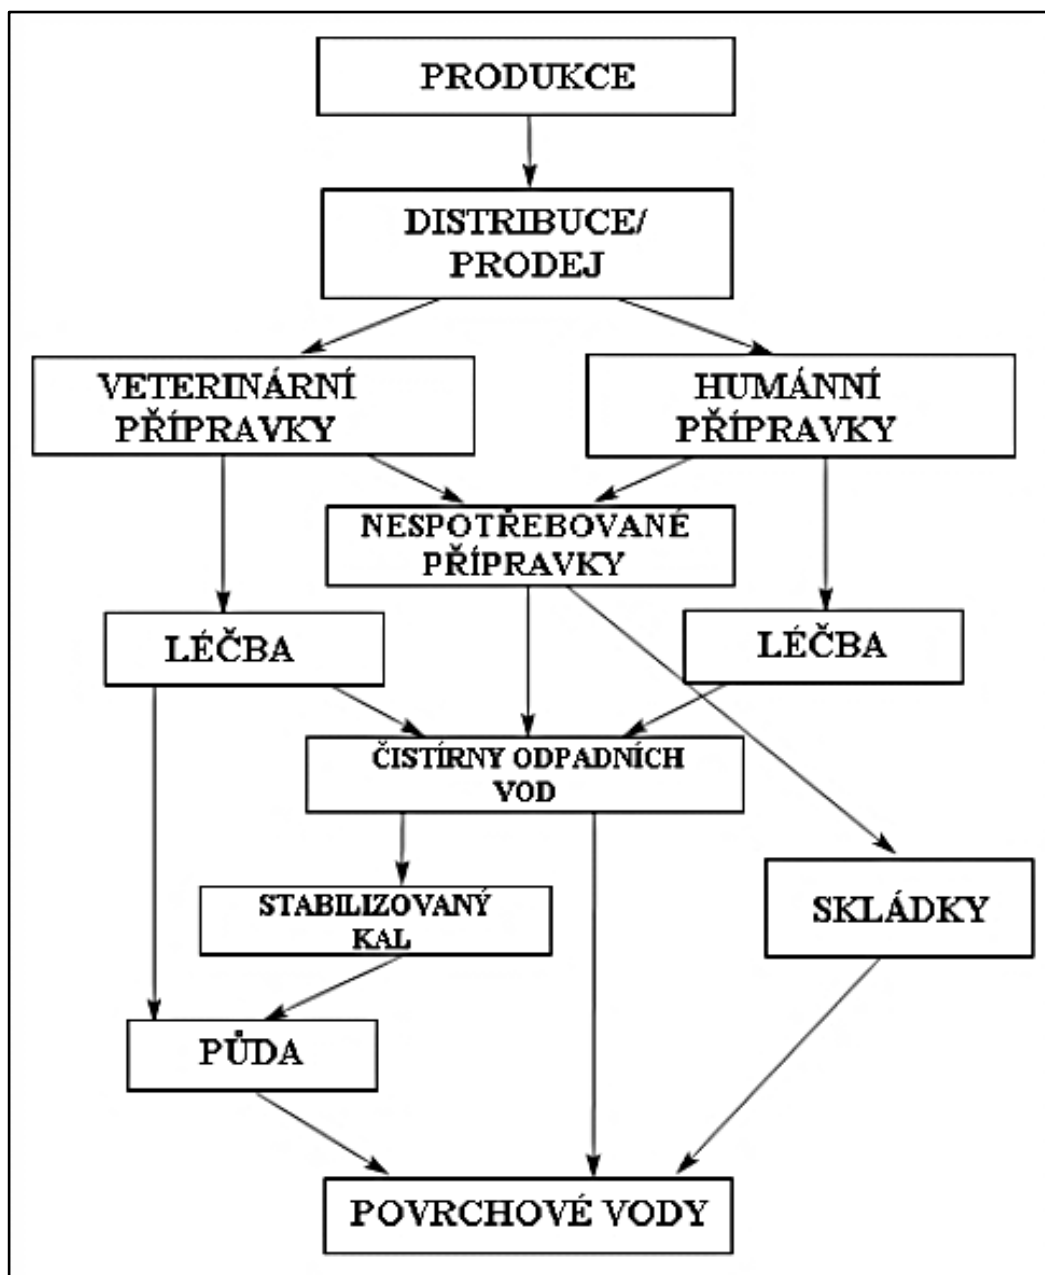 PRODUKCE
DISTRIBUCE/
PRODEJ
VETERINÁRNÍ
PŘÍPRAVKY
HUMÁNNÍ
PŘÍPRAVKY
NESPOTŘEBOVANÉ
PŘÍPRAVKY
LÉČBA
LÉČBA
ČISTÍRNY ODPADNÍCH
VOD
STABILIZOVANÝ
KAL
SKLÁDKY
PŮDA
POVRCHOVÉ VODY